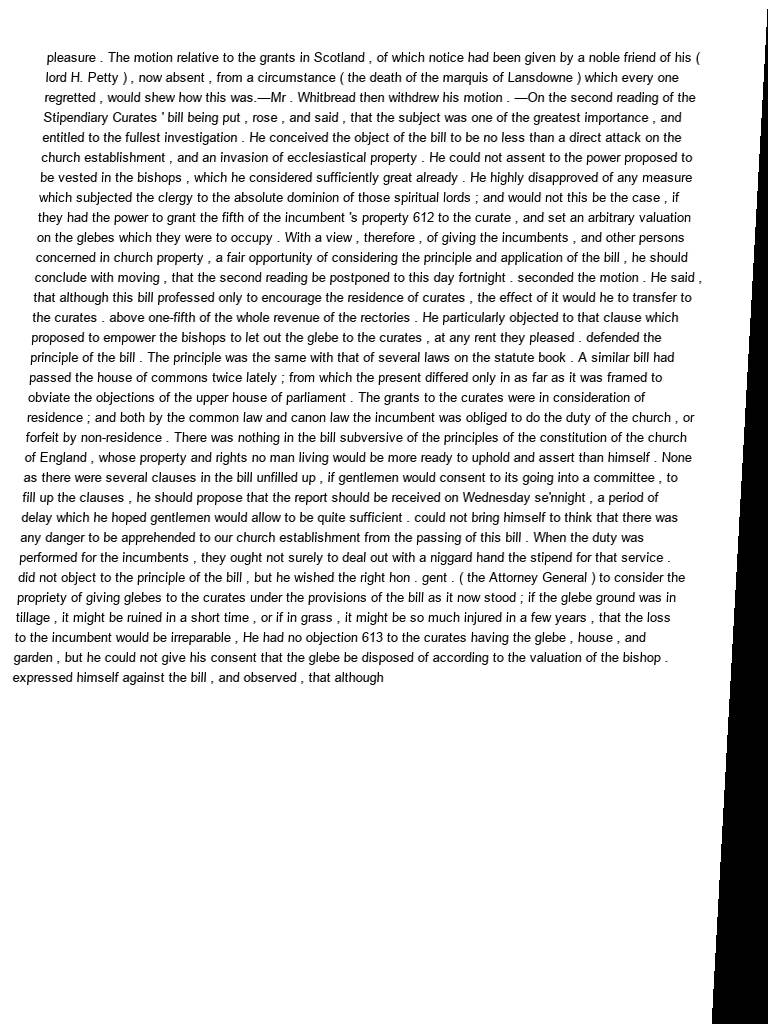 pleasure . The motion relative to the grants in Scotland , of which notice had been given by a noble friend of his (
lord H. Petty ) , now absent , from a circumstance ( the death of the marquis of Lansdowne ) which every one
regretted , would shew how this was.—Mr . Whitbread then withdrew his motion . —On the second reading of the
Stipendiary Curates ' bill being put , rose , and said , that the subject was one of the greatest importance , and
entitled to the fullest investigation . He conceived the object of the bill to be no less than a direct attack on the
church establishment , and an invasion of ecclesiastical property . He could not assent to the power proposed to
be vested in the bishops , which he considered sufficiently great already . He highly disapproved of any measure
which subjected the clergy to the absolute dominion of those spiritual lords ; and would not this be the case , if
they had the power to grant the fifth of the incumbent 's property 612 to the curate , and set an arbitrary valuation
on the glebes which they were to occupy . With a view , therefore , of giving the incumbents , and other persons
concerned in church property , a fair opportunity of considering the principle and application of the bill , he should
conclude with moving , that the second reading be postponed to this day fortnight . seconded the motion . He said ,
that although this bill professed only to encourage the residence of curates , the effect of it would he to transfer to
the curates . above one-fifth of the whole revenue of the rectories . He particularly objected to that clause which
proposed to empower the bishops to let out the glebe to the curates , at any rent they pleased . defended the
principle of the bill . The principle was the same with that of several laws on the statute book . A similar bill had
passed the house of commons twice lately ; from which the present differed only in as far as it was framed to
obviate the objections of the upper house of parliament . The grants to the curates were in consideration of
residence ; and both by the common law and canon law the incumbent was obliged to do the duty of the church , or
forfeit by non-residence . There was nothing in the bill subversive of the principles of the constitution of the church
of England , whose property and rights no man living would be more ready to uphold and assert than himself . None
as there were several clauses in the bill unfilled up , if gentlemen would consent to its going into a committee , to
fill up the clauses , he should propose that the report should be received on Wednesday se'nnight , a period of
delay which he hoped gentlemen would allow to be quite sufficient . could not bring himself to think that there was
any danger to be apprehended to our church establishment from the passing of this bill . When the duty was
performed for the incumbents , they ought not surely to deal out with a niggard hand the stipend for that service .
did not object to the principle of the bill , but he wished the right hon . gent . ( the Attorney General ) to consider the
propriety of giving glebes to the curates under the provisions of the bill as it now stood ; if the glebe ground was in
tillage , it might be ruined in a short time , or if in grass , it might be so much injured in a few years , that the loss
to the incumbent would be irreparable , He had no objection 613 to the curates having the glebe , house , and
garden , but he could not give his consent that the glebe be disposed of according to the valuation of the bishop .
expressed himself against the bill , and observed , that although